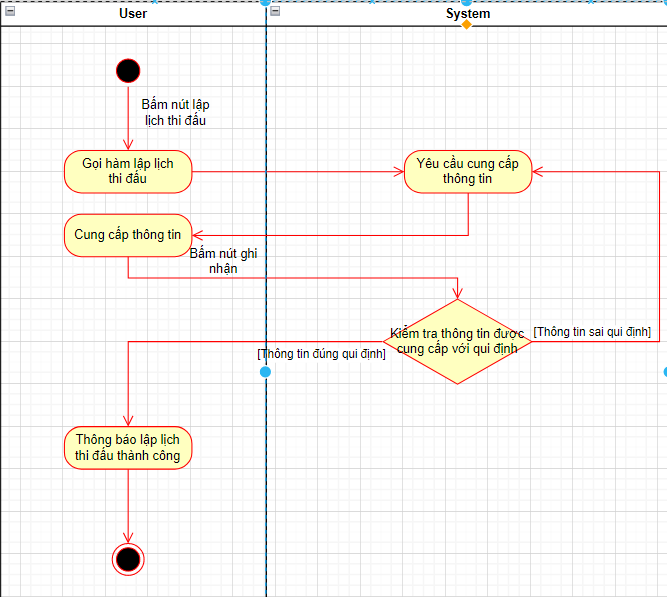 User
System
Bấm nút lập
lịch thi đấu
Gọi hàm lập lịch
thi đấu
Yêu cầu cung cấp
thông tin
Cung cấp thông tin
Bấm nút ghi
nhận
Kiểm tra thông tin được
cung cấp với qui định
[Thông tin sai qui định]
[Thông tin đúng qui định]
Thông báo lập lịch
thi đấu thành công